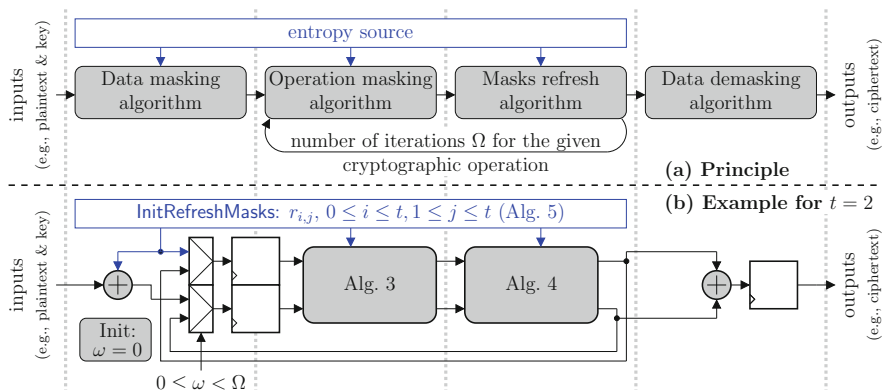 entropy source
inputs
(e.g., plaintext & key)
Data masking
algorithm
Operation masking
algorithm
Masks refresh
algorithm
Data demasking
algorithm
outputs
(e.g., ciphertext)
number of iterations Ω for the given
cryptographic operation
(a) Principle
(b) Example for t = 2
InitRefreshMasks: r_{i,j}, 0 ≤ i ≤ t, 1 ≤ j ≤ t (Alg. 5)
inputs
(e.g., plaintext & key)
+
Alg. 3
Alg. 4
+
outputs
(e.g., ciphertext)
Init:
ω = 0
0 ≤ ω < Ω